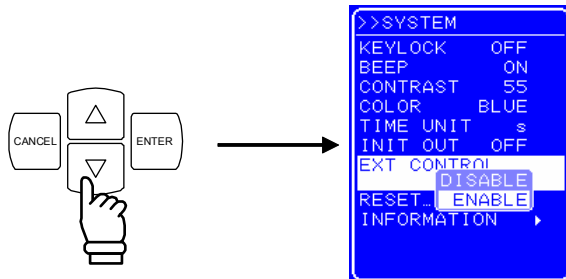 CANCEL
ENTER
>>SYSTEM
KEYLOCK OFF
BEEP ON
CONTRAST 55
COLOR BLUE
TIME UNIT s
INIT OUT OFF
EXT CONTROL
DISABLE
RESET… ENABLE
INFORMATION